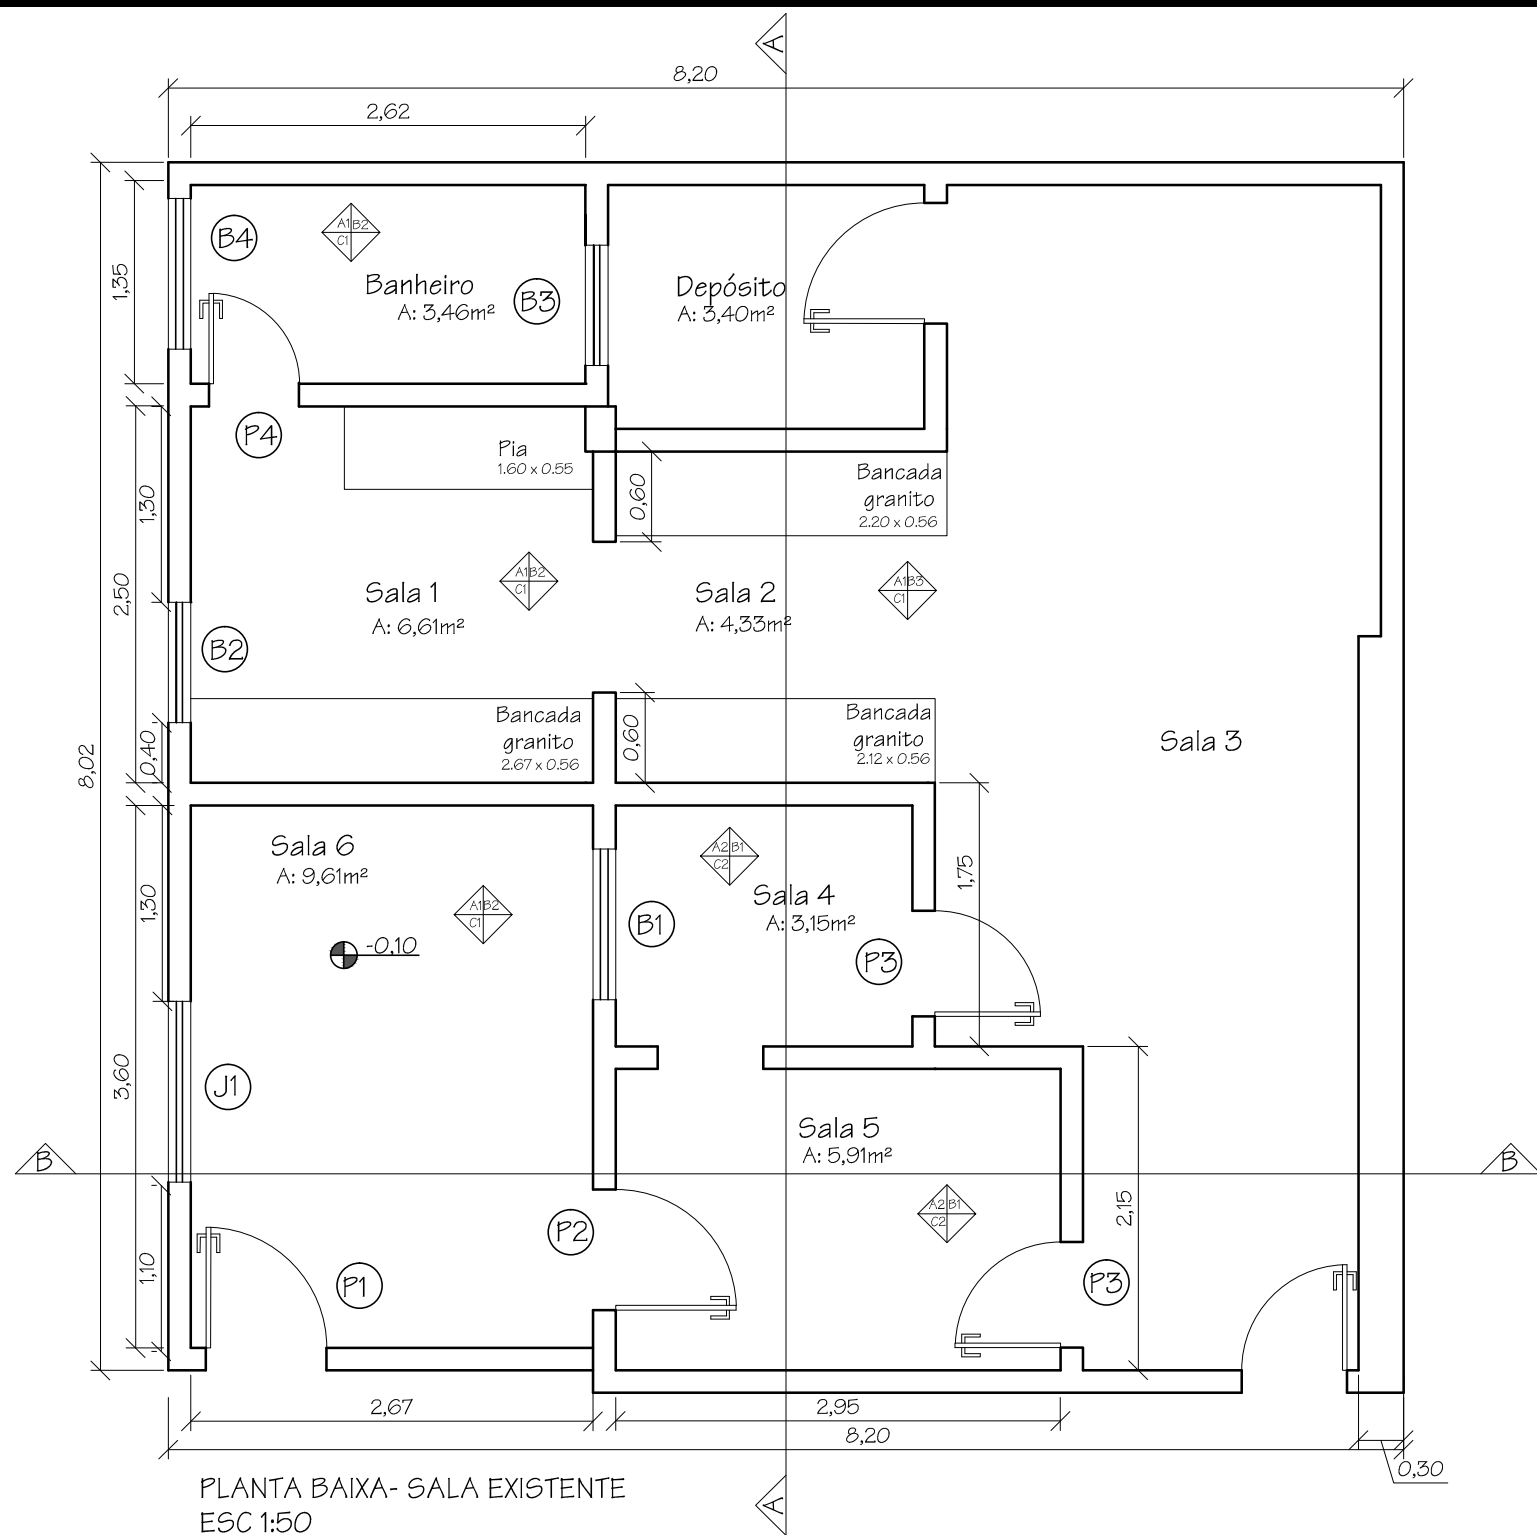 A
8,20
2,62
B4
A1 B2
C1
Banheiro
A: 3,46m²
B3
Depósito
A: 3,40m²
1,35
P4
Pia
1.60 x 0.55
0,60
Bancada
granito
2.20 x 0.56
1,30
2,50
Sala 1
A: 6,61m²
A1 B2
C1
Sala 2
A: 4,33m²
A1 B3
C1
B2
Bancada
granito
2.67 x 0.56
0,60
Bancada
granito
2.12 x 0.56
Sala 3
0,40
8,02
Sala 6
A: 9,61m²
A1 B2
C1
-0,10
A2 B1
C2
Sala 4
A: 3,15m²
B1
P3
1,75
1,30
3,60
J1
Sala 5
A: 5,91m²
B
B
A2 B1
C2
2,15
P2
P1
P3
1,10
2,67
2,95
8,20
0,30
PLANTA BAIXA- SALA EXISTENTE
ESC 1:50
A